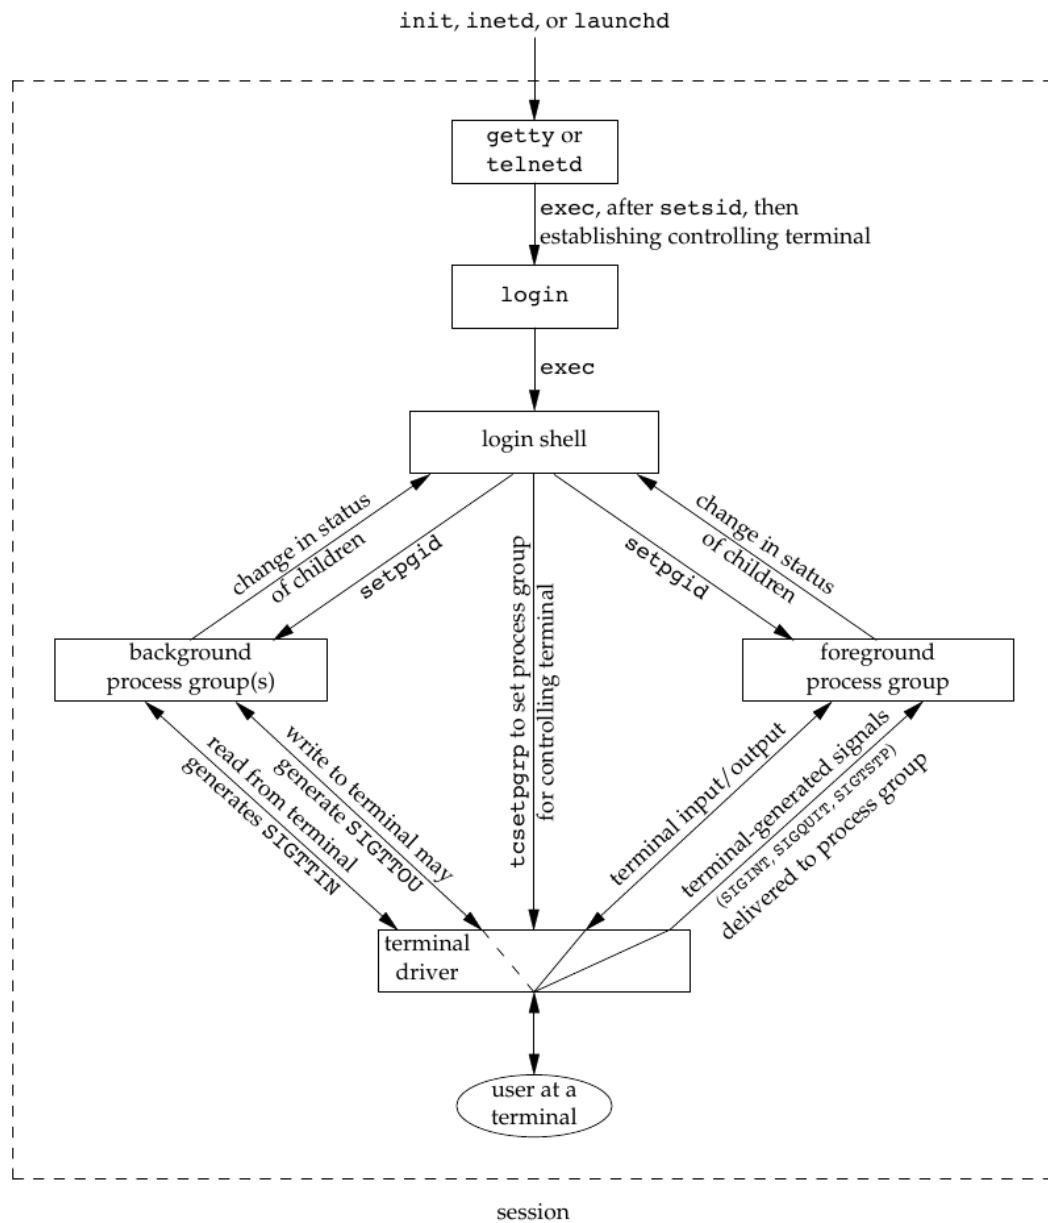 init, inetd, or launchd
getty or
telnetd
exec, after setsid, then
establishing controlling terminal
login
exec
login shell
change in status
of children
setpgid
tcsetpgrp to set process group
for controlling terminal
setpgid
change in status
of children
background
process group(s)
foreground
process group
read from terminal
generates SIGTTIN
write to terminal may
generate SIGTTOU
terminal input/output
terminal-generated signals
(SIGINT, SIGQUIT, SIGTSTP)
delivered to process group
terminal
driver
user at a
terminal
session